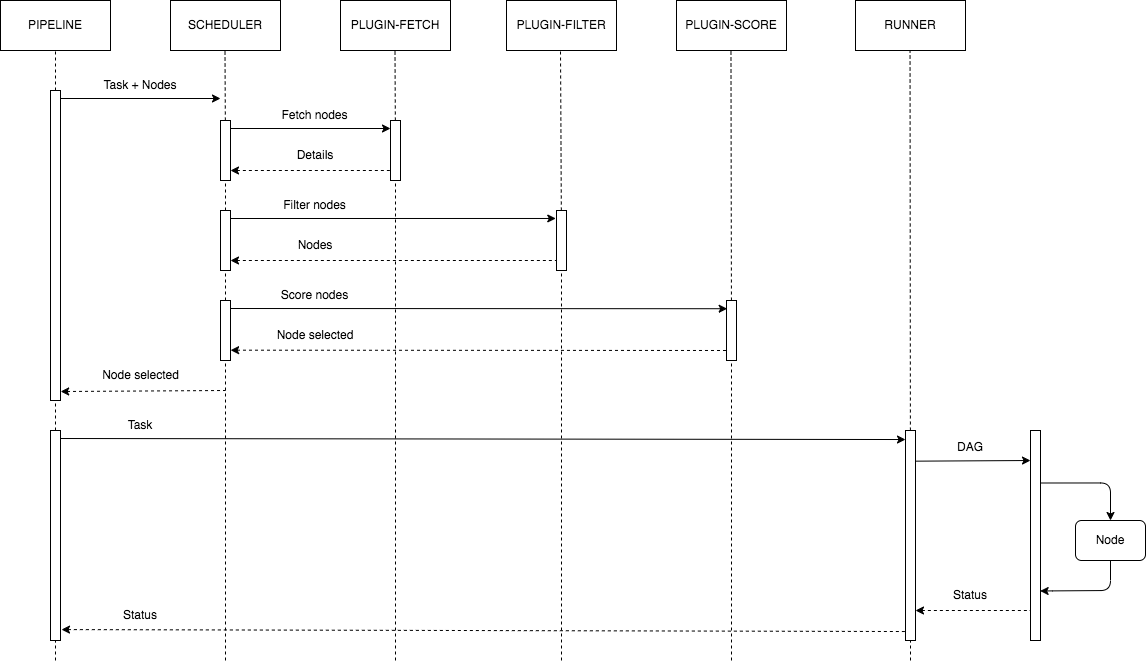 PIPELINE
SCHEDULER
PLUGIN-FETCH
PLUGIN-FILTER
PLUGIN-SCORE
RUNNER
Task + Nodes
Fetch nodes
Details
Filter nodes
Nodes
Score nodes
Node selected
Node selected
Task
DAG
Node
Status
Status